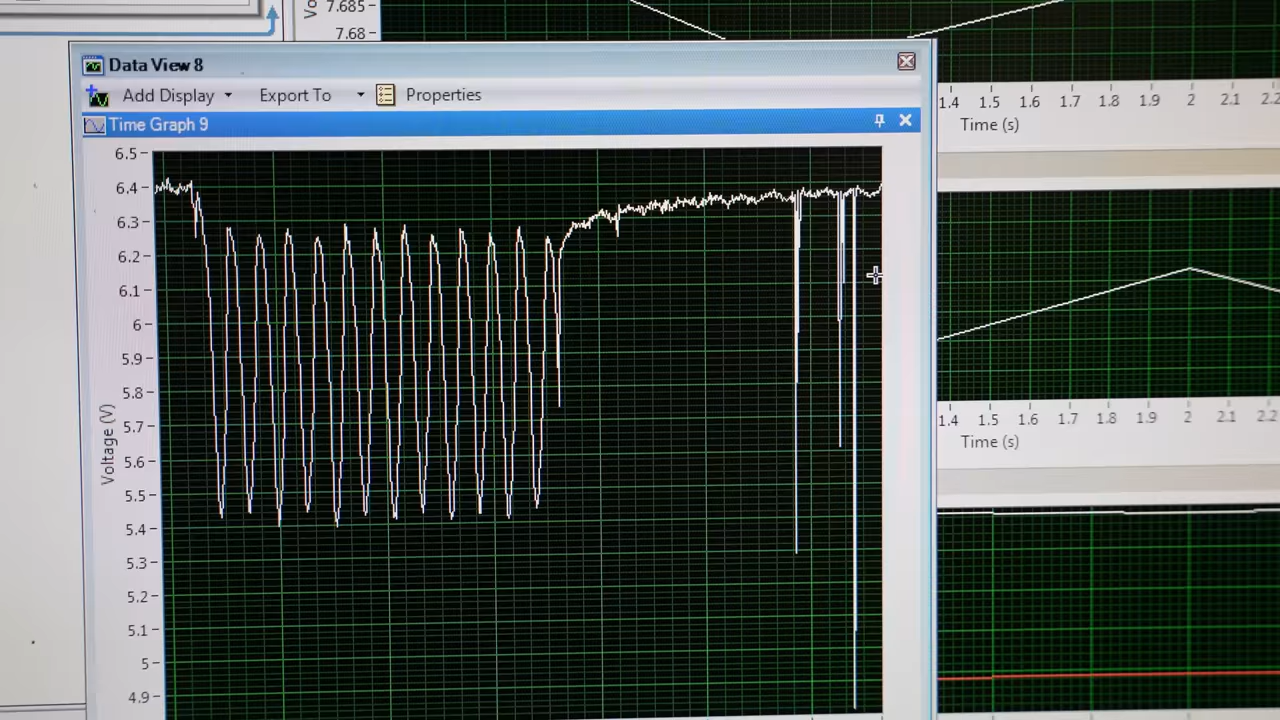 7.685
7.68
Data View 8
Add Display Export To Properties
Time Graph 9
6.5
6.4
6.3
6.2
6.1
6
5.9
5.8
5.7
5.6
5.5
5.4
5.3
5.2
5.1
5
4.9
Voltage (V)
1.4 1.5 1.6 1.7 1.8 1.9 2 2.1 2.2
Time (s)
1.4 1.5 1.6 1.7 1.8 1.9 2 2.1 2.2
Time (s)